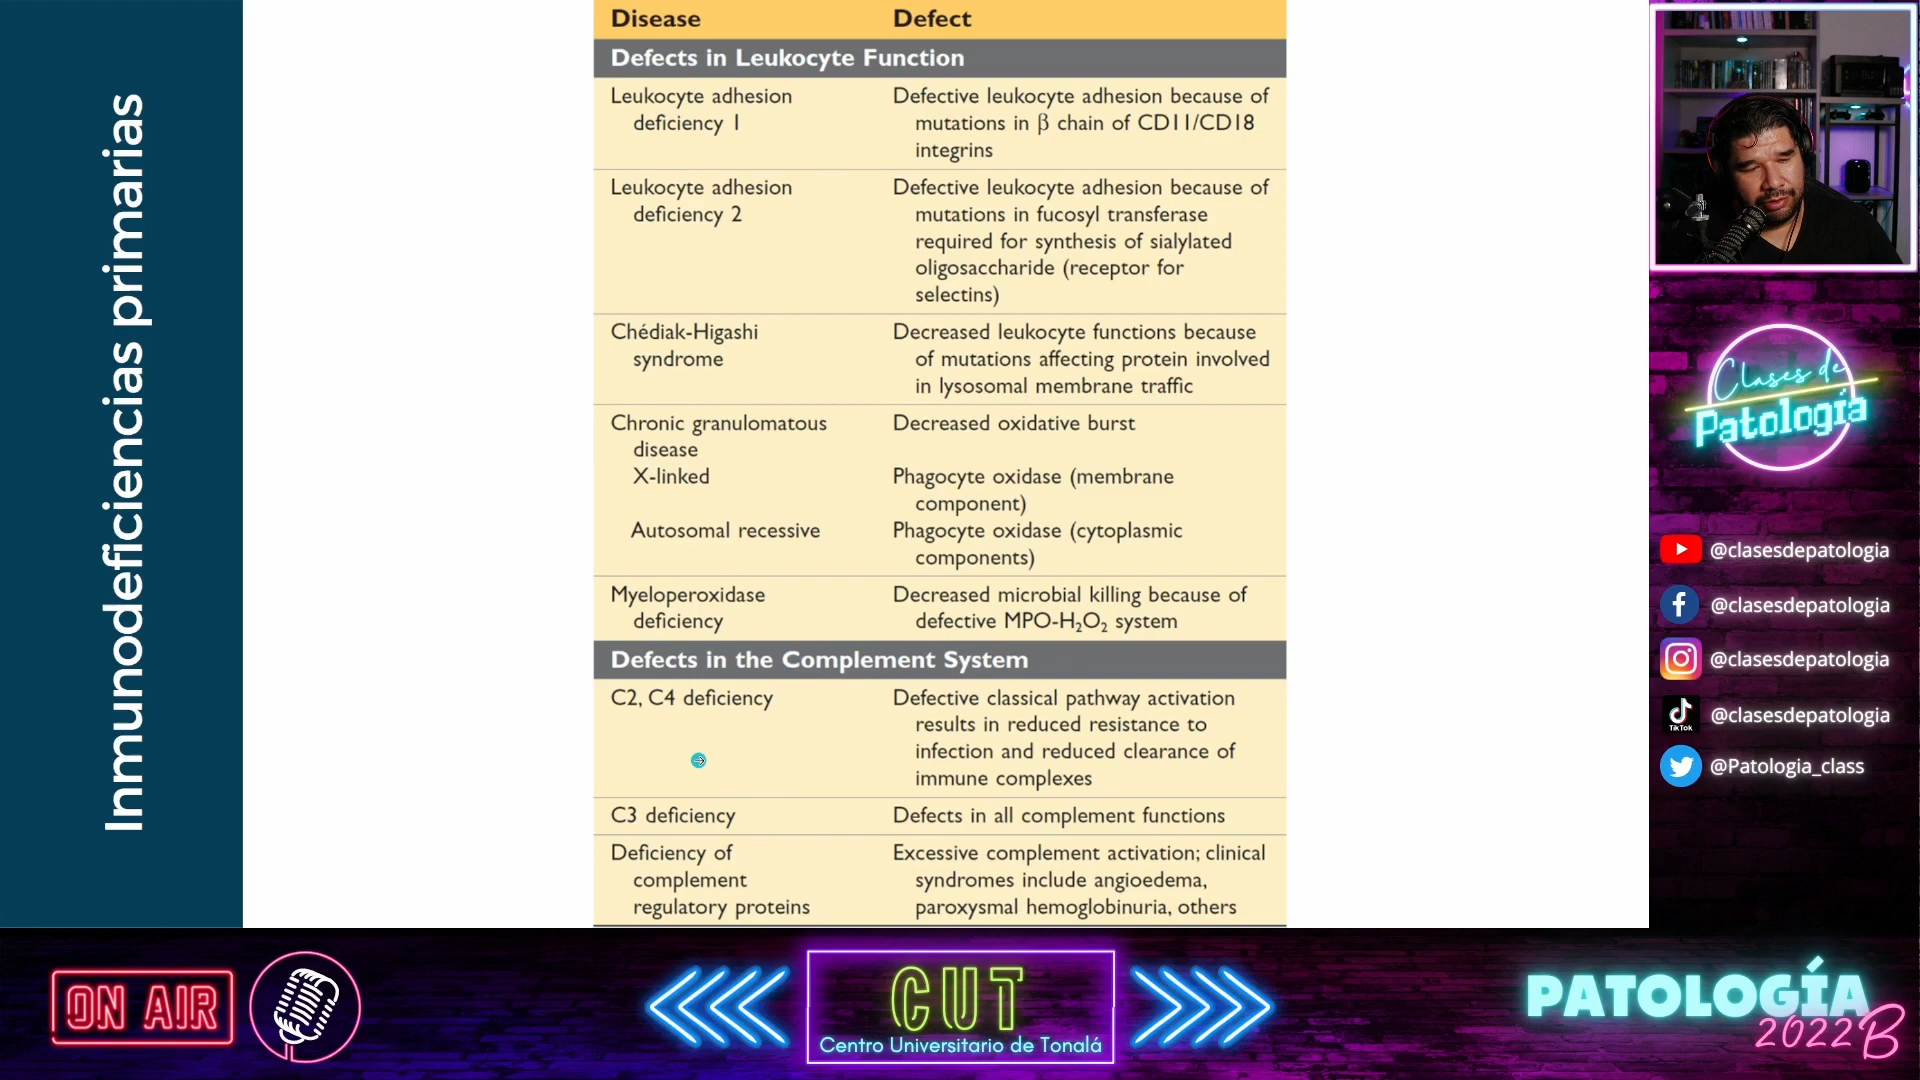 Inmunodeficiencias primarias
Disease Defect
Defects in Leukocyte Function
Leukocyte adhesion deficiency 1
Defective leukocyte adhesion because of
mutations in β chain of CD11/CD18
integrins
Leukocyte adhesion
deficiency 2
Defective leukocyte adhesion because of
mutations in fucosyl transferase
required for synthesis of sialylated
oligosaccharide (receptor for
selectins)
Chédiak-Higashi
syndrome
Decreased leukocyte functions because
of mutations affecting protein involved
in lysosomal membrane traffic
Chronic granulomatous
disease
Decreased oxidative burst
X-linked
Phagocyte oxidase (membrane
component)
Autosomal recessive
Phagocyte oxidase (cytoplasmic
components)
Myeloperoxidase
deficiency
Decreased microbial killing because of
defective MPO-H₂O₂ system
Defects in the Complement System
C2, C4 deficiency
Defective classical pathway activation
results in reduced resistance to
infection and reduced clearance of
immune complexes
C3 deficiency
Defects in all complement functions
Deficiency of
complement
regulatory proteins
Excessive complement activation; clinical
syndromes include angioedema,
paroxysmal hemoglobinuria, others
Clases de
Patología
@clasesdepatologia
@clasesdepatologia
@clasesdepatologia
TikTok
@clasesdepatologia
@Patologia_class
ON AIR
CUT
Centro Universitario de Tonalá
PATOLOGÍA
2022B